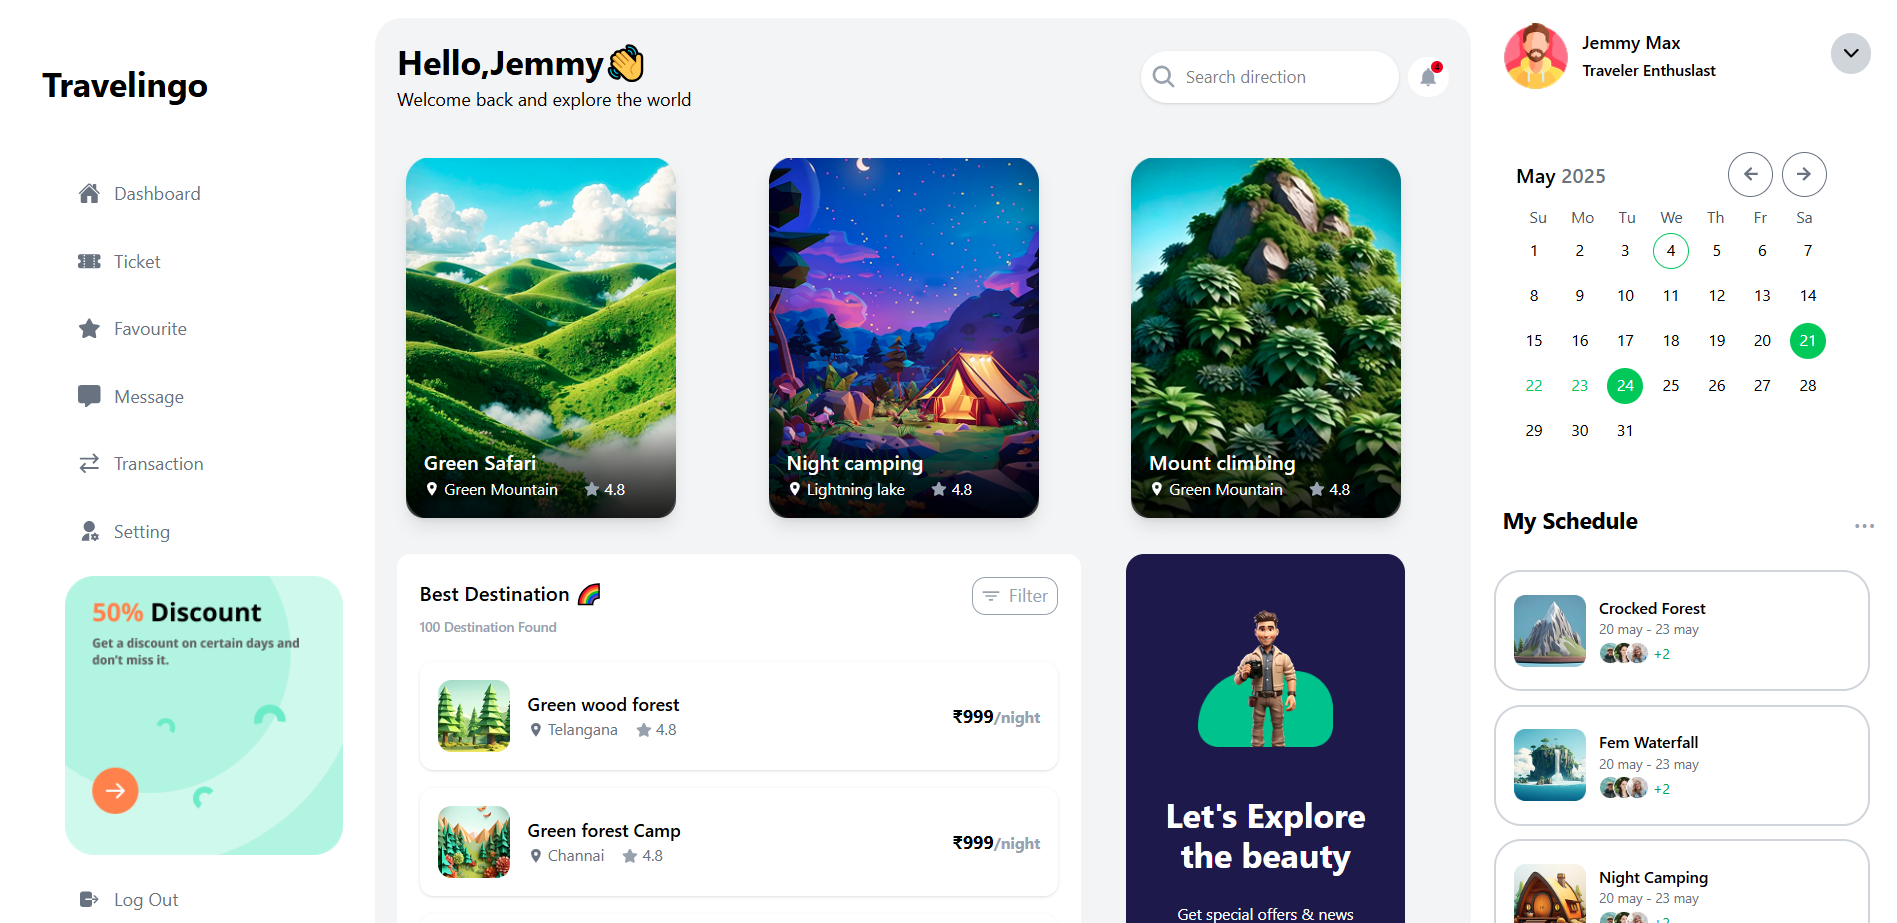 Travelingo
Dashboard
Ticket
Favourite
Message
Transaction
Setting
50% Discount
Get a discount on certain days and
don't miss it.
Log Out
Hello,Jemmy👋
Welcome back and explore the world
Search direction
4
Green Safari
Green Mountain 4.8
Night camping
Lightning lake 4.8
Mount climbing
Green Mountain 4.8
Best Destination 🌈
Filter
100 Destination Found
Green wood forest
Telangana 4.8
₹999/night
Green forest Camp
Channai 4.8
₹999/night
Let's Explore
the beauty
Get special offers & news
Jemmy Max
Traveler Enthuslast
May 2025
Su Mo Tu We Th Fr Sa
1 2 3 4 5 6 7
8 9 10 11 12 13 14
15 16 17 18 19 20 21
22 23 24 25 26 27 28
29 30 31
My Schedule
...
Crocked Forest
20 may - 23 may
+2
Fem Waterfall
20 may - 23 may
+2
Night Camping
20 may - 23 may
+2